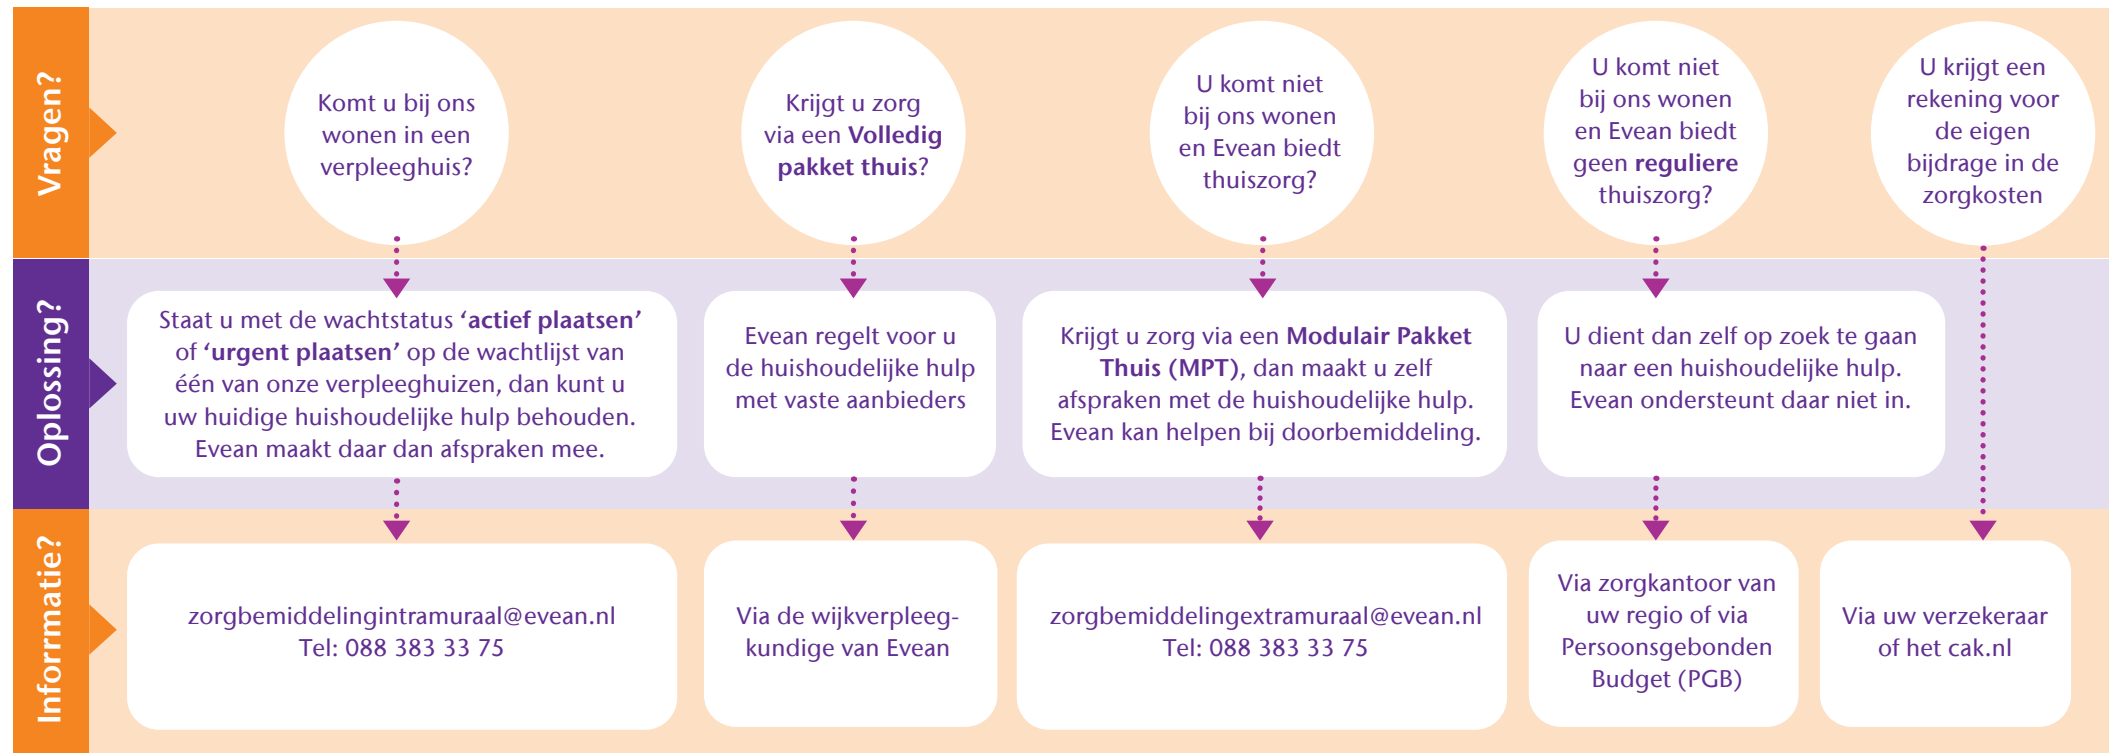 Vragen?
Komt u bij ons
wonen in een
verpleeghuis?
Krijgt u zorg
via een Volledig
pakket thuis?
U komt niet
bij ons wonen
en Evean biedt
thuiszorg?
U komt niet
bij ons wonen
en Evean biedt
geen reguliere
thuiszorg?
U krijgt een
rekening voor
de eigen
bijdrage in de
zorgkosten
Oplossing?
Staat u met de wachtstatus ‘actief plaatsen’
of ‘urgent plaatsen’ op de wachtlijst van
één van onze verpleeghuizen, dan kunt u
uw huidige huishoudelijke hulp behouden.
Evean maakt daar dan afspraken mee.
Evean regelt voor u
de huishoudelijke hulp
met vaste aanbieders
Krijgt u zorg via een Modulair Pakket
Thuis (MPT), dan maakt u zelf
afspraken met de huishoudelijke hulp.
Evean kan helpen bij doorbemiddeling.
U dient dan zelf op zoek te gaan
naar een huishoudelijke hulp.
Evean ondersteunt daar niet in.
Informatie?
zorgbemiddelingintramuraal@evean.nl
Tel: 088 383 33 75
Via de wijkverpleeg-
kundige van Evean
zorgbemiddelingextramuraal@evean.nl
Tel: 088 383 33 75
Via zorgkantoor van
uw regio of via
Persoonsgebonden
Budget (PGB)
Via uw verzekeraar
of het cak.nl